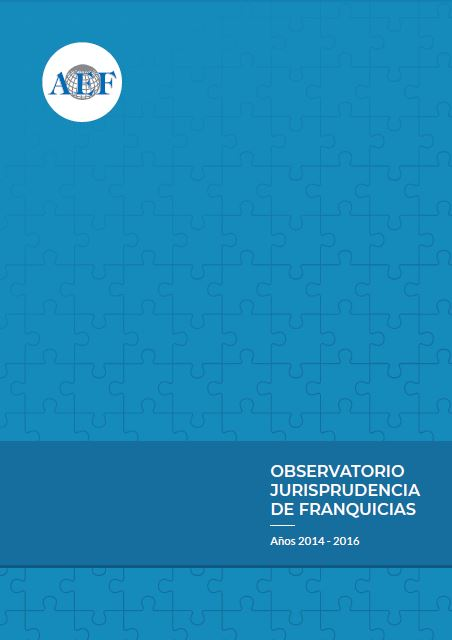 AEF
OBSERVATORIO
JURISPRUDENCIA
DE FRANQUICIAS
Años 2014 - 2016